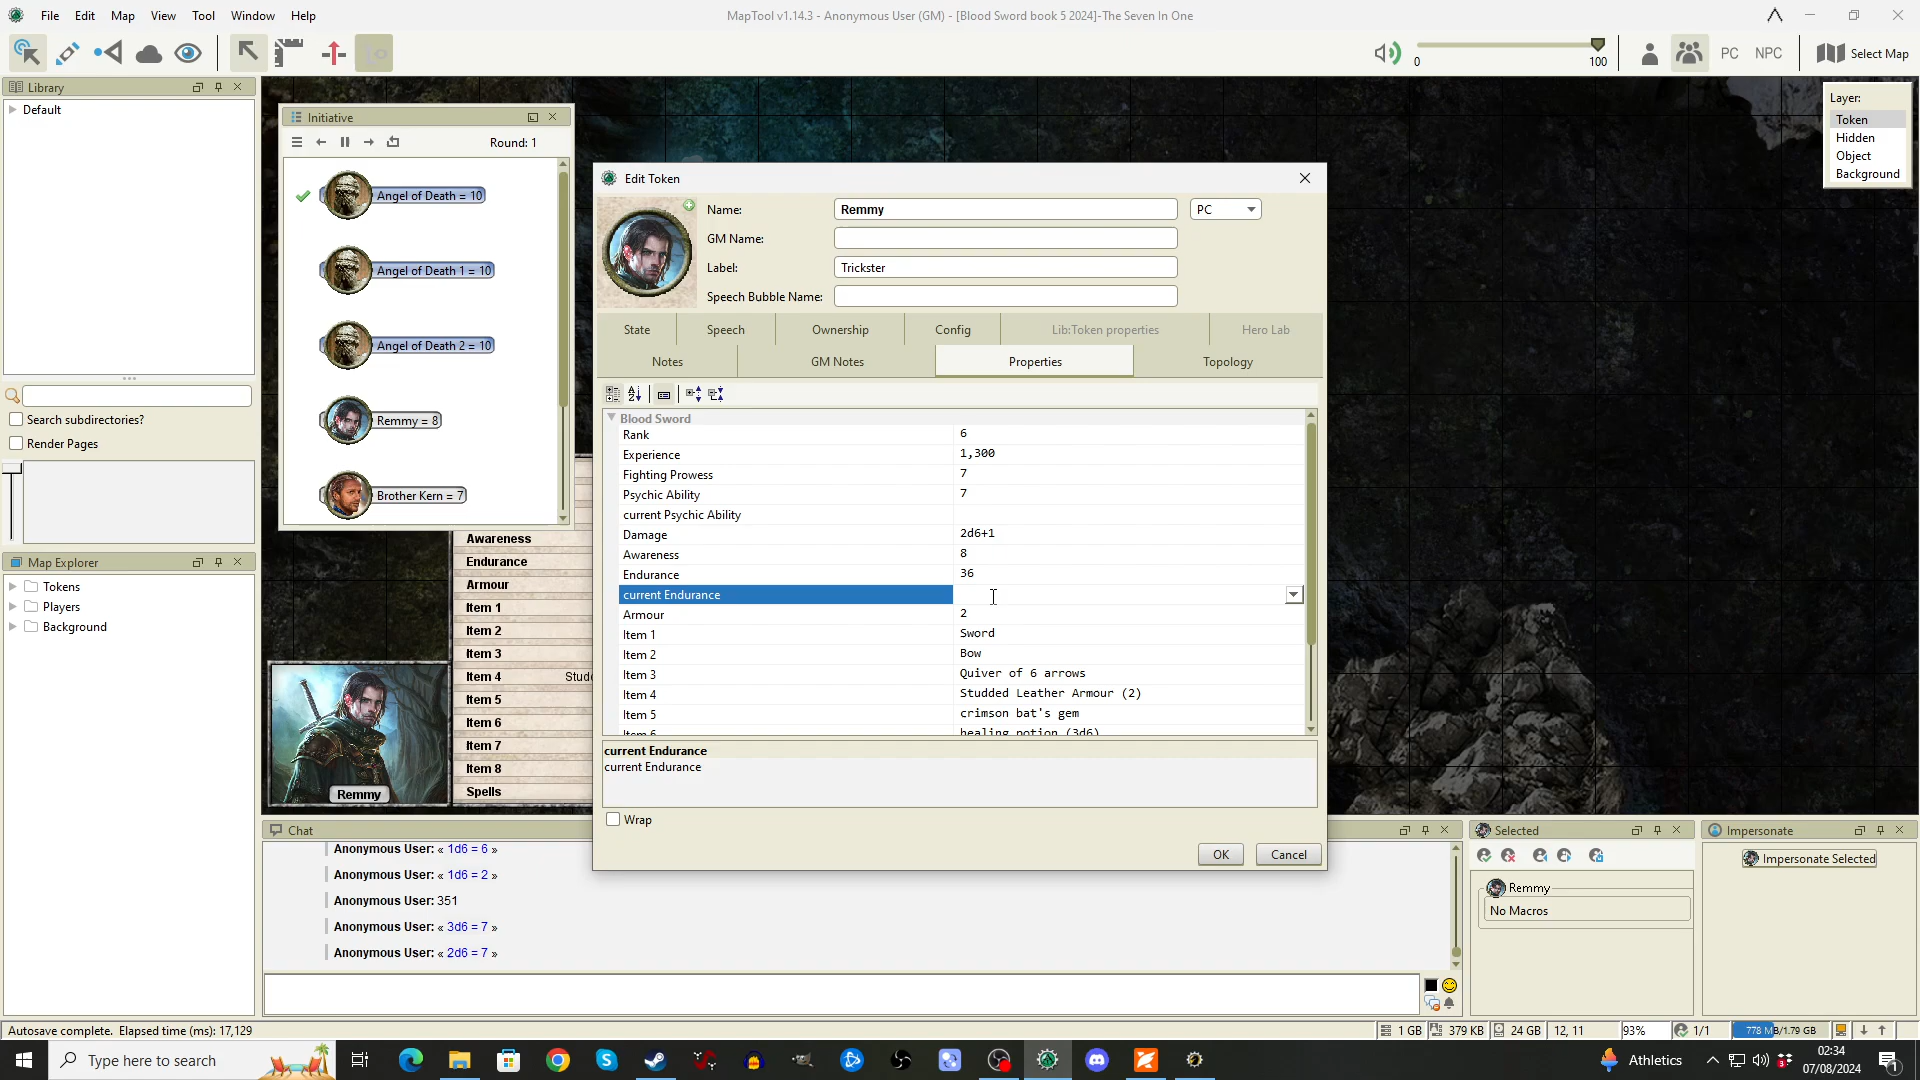 File Edit Map View Tool Window Help
MapTool v1.14.3 - Anonymous User (GM) - [Blood Sword book 5 2024]-The Seven In One
0 100
PC NPC
Select Map
Library
Default
Search subdirectories?
Render Pages
Map Explorer
Tokens
Players
Background
Initiative
Round: 1
Angel of Death = 10
Angel of Death 1 = 10
Angel of Death 2 = 10
Remmy = 8
Brother Kern = 7
Awareness
Endurance
Armour
Item 1
Item 2
Item 3
Item 4
Item 5
Item 6
Item 7
Item 8
Spells
Remmy
Edit Token
Name: Remmy PC
GM Name:
Label: Trickster
Speech Bubble Name:
State Speech Ownership Config Lib:Token properties Hero Lab
Notes GM Notes Properties Topology
Blood Sword
Rank 6
Experience 1,300
Fighting Prowess 7
Psychic Ability 7
current Psychic Ability
Damage 2d6+1
Awareness 8
Endurance 36
current Endurance
Armour 2
Item 1 Sword
Item 2 Bow
Item 3 Quiver of 6 arrows
Item 4 Studded Leather Armour (2)
Item 5 crimson bat's gem
Item 6 healing potion (3d6)
current Endurance
current Endurance
Wrap
OK Cancel
Layer:
Token
Hidden
Object
Background
Chat
Anonymous User: « 1d6 = 6 »
Anonymous User: « 1d6 = 2 »
Anonymous User: 351
Anonymous User: « 3d6 = 7 »
Anonymous User: « 2d6 = 7 »
Selected
Remmy
No Macros
Impersonate
Impersonate Selected
Autosave complete. Elapsed time (ms): 17,129
1 GB 379 KB 24 GB 12, 11 93% 1/1 778 MB/1.79 GB
Type here to search
Athletics
02:34
07/08/2024
1